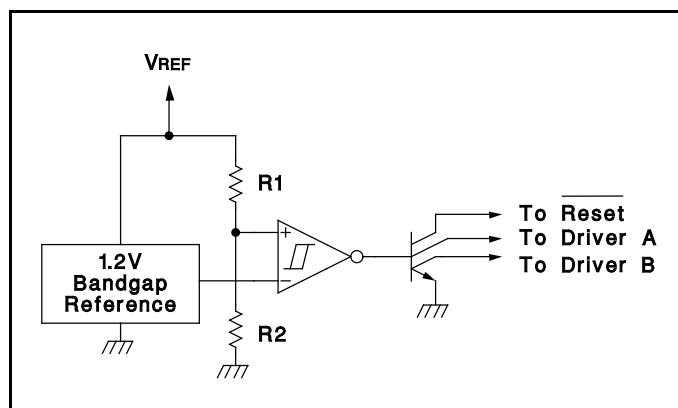 VREF
R1
To Reset
To Driver A
To Driver B
1.2V
Bandgap
Reference
+
−
R2